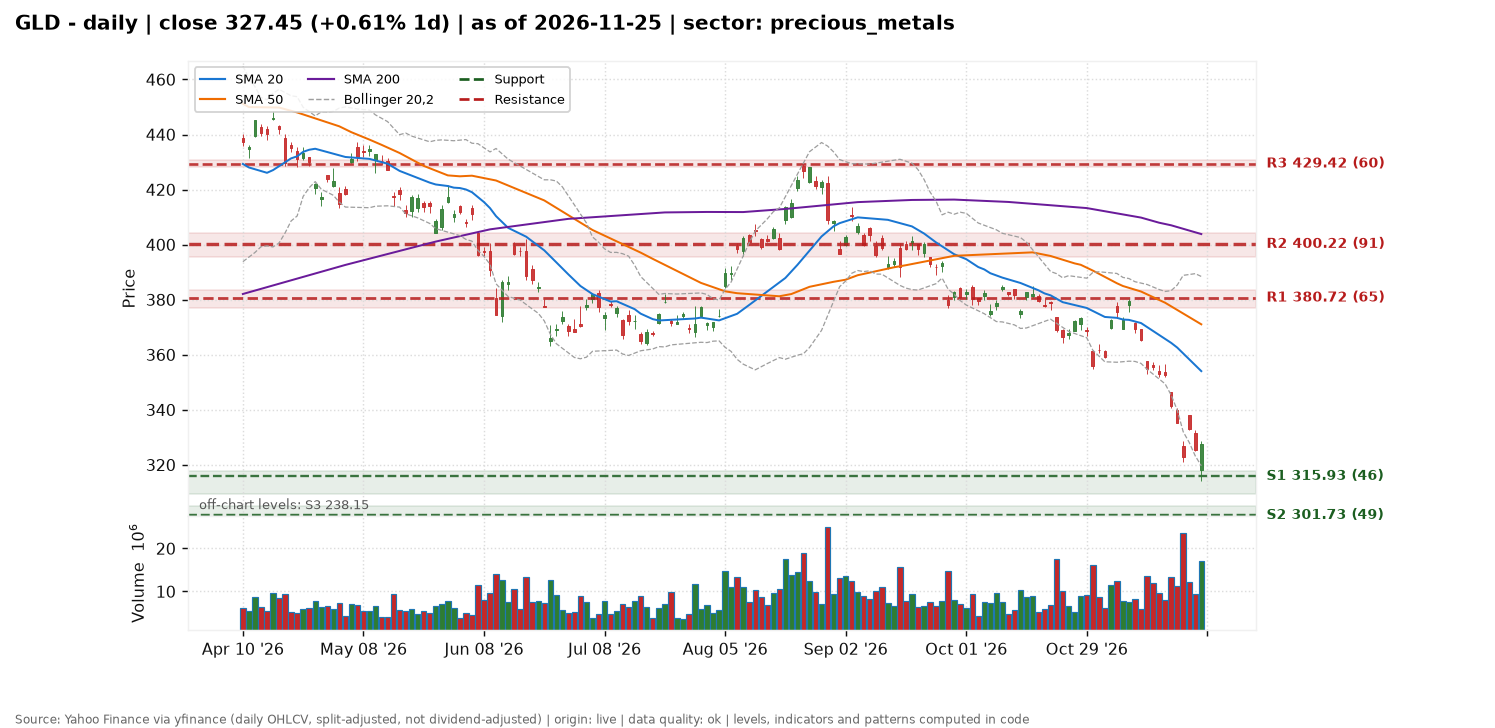 GLD - daily | close 327.45 (+0.61% 1d) | as of 2026-11-25 | sector: precious_metals
SMA 20
SMA 50
SMA 200
Bollinger 20,2
Support
Resistance
460
440
420
400
380
360
340
320
Price
R3 429.42 (60)
R2 400.22 (91)
R1 380.72 (65)
S1 315.93 (46)
off-chart levels: S3 238.15
S2 301.73 (49)
20
10
Volume 10⁶
Apr 10 '26 May 08 '26 Jun 08 '26 Jul 08 '26 Aug 05 '26 Sep 02 '26 Oct 01 '26 Oct 29 '26
Source: Yahoo Finance via yfinance (daily OHLCV, split-adjusted, not dividend-adjusted) | origin: live | data quality: ok | levels, indicators and patterns computed in code